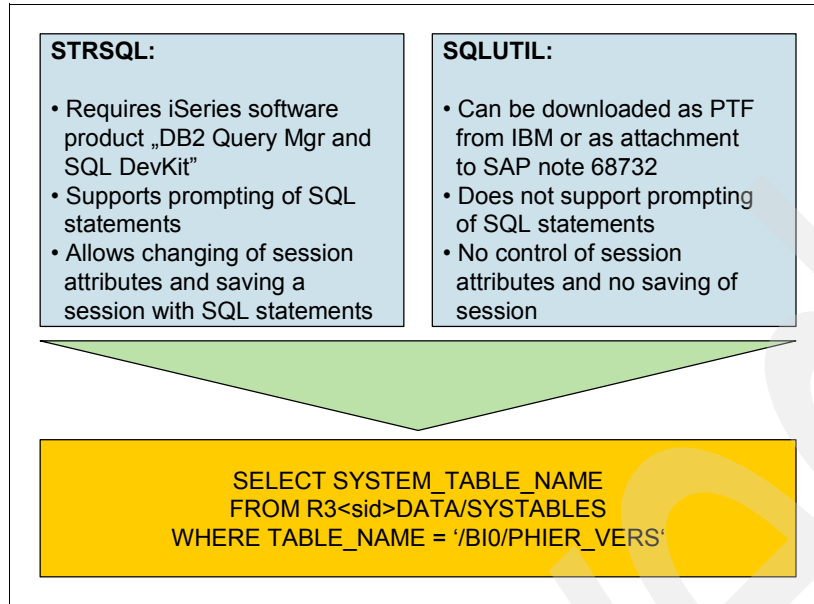 STRSQL:
• Requires iSeries software
product „DB2 Query Mgr and
SQL DevKit”
• Supports prompting of SQL
statements
• Allows changing of session
attributes and saving a
session with SQL statements
SQLUTIL:
• Can be downloaded as PTF
from IBM or as attachment
to SAP note 68732
• Does not support prompting
of SQL statements
• No control of session
attributes and no saving of
session
SELECT SYSTEM_TABLE_NAME
FROM R3<sid>DATA/SYSTABLES
WHERE TABLE_NAME = ‘/BI0/PHIER_VERS‘